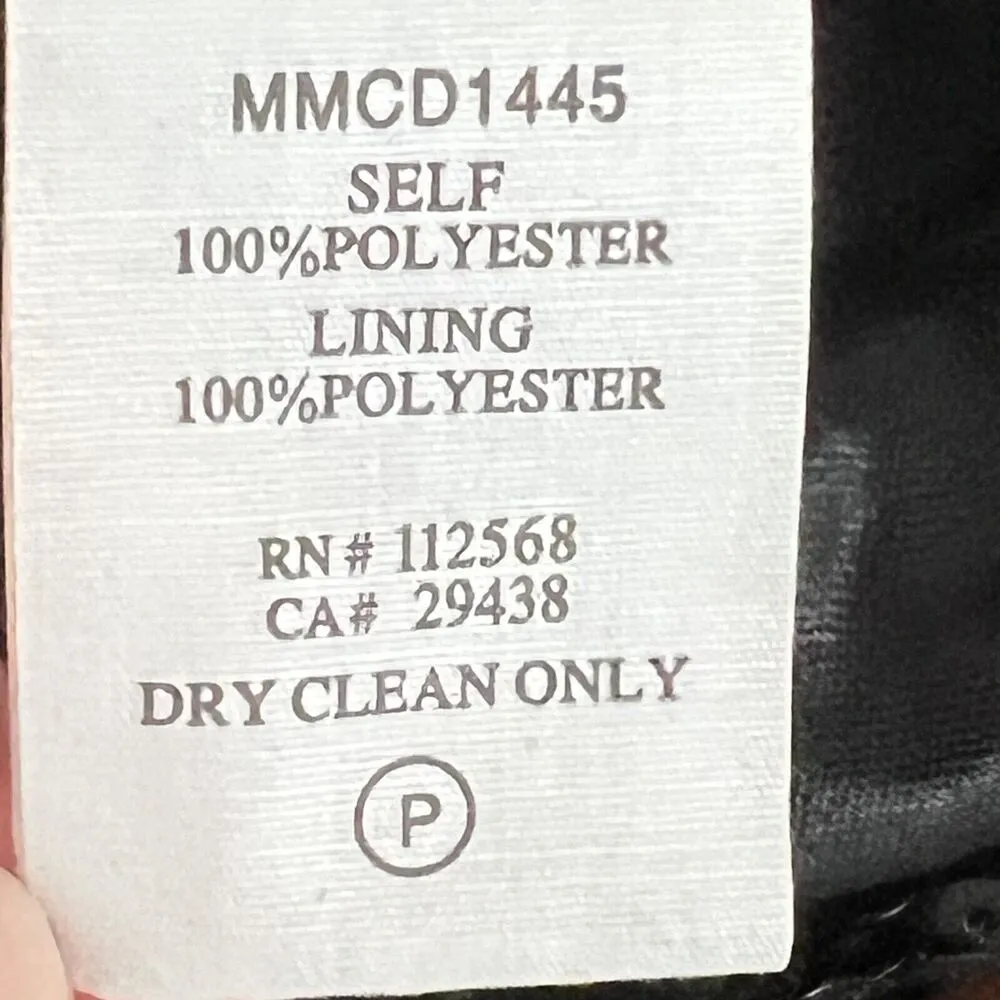 MMCD1445
SELF
100%POLYESTER
LINING
100%POLYESTER
RN# 112568
CA# 29438
DRY CLEAN ONLY
P